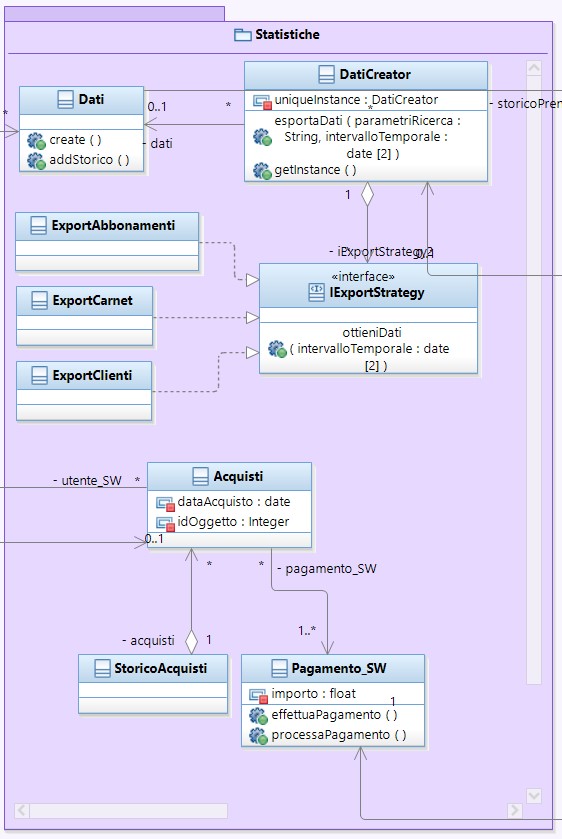 Statistiche
DatiCreator
uniqueInstance : DatiCreator
esportaDati ( parametriRicerca :
String, intervalloTemporale :
date [2] )
getInstance ( )
Dati
create ( )
addStorico ( )
*
0..1
*
*
- dati
- storicoPren
1
- iExportStrategy
ExportAbbonamenti
ExportCarnet
ExportClienti
«interface»
IExportStrategy
ottieniDati
( intervalloTemporale : date
[2] )
- utente_SW
*
Acquisti
dataAcquisto : date
idOggetto : Integer
0..1
*
*
- pagamento_SW
- acquisti
1
1..*
StoricoAcquisti
Pagamento_SW
importo : float
1
effettuaPagamento ( )
processaPagamento ( )